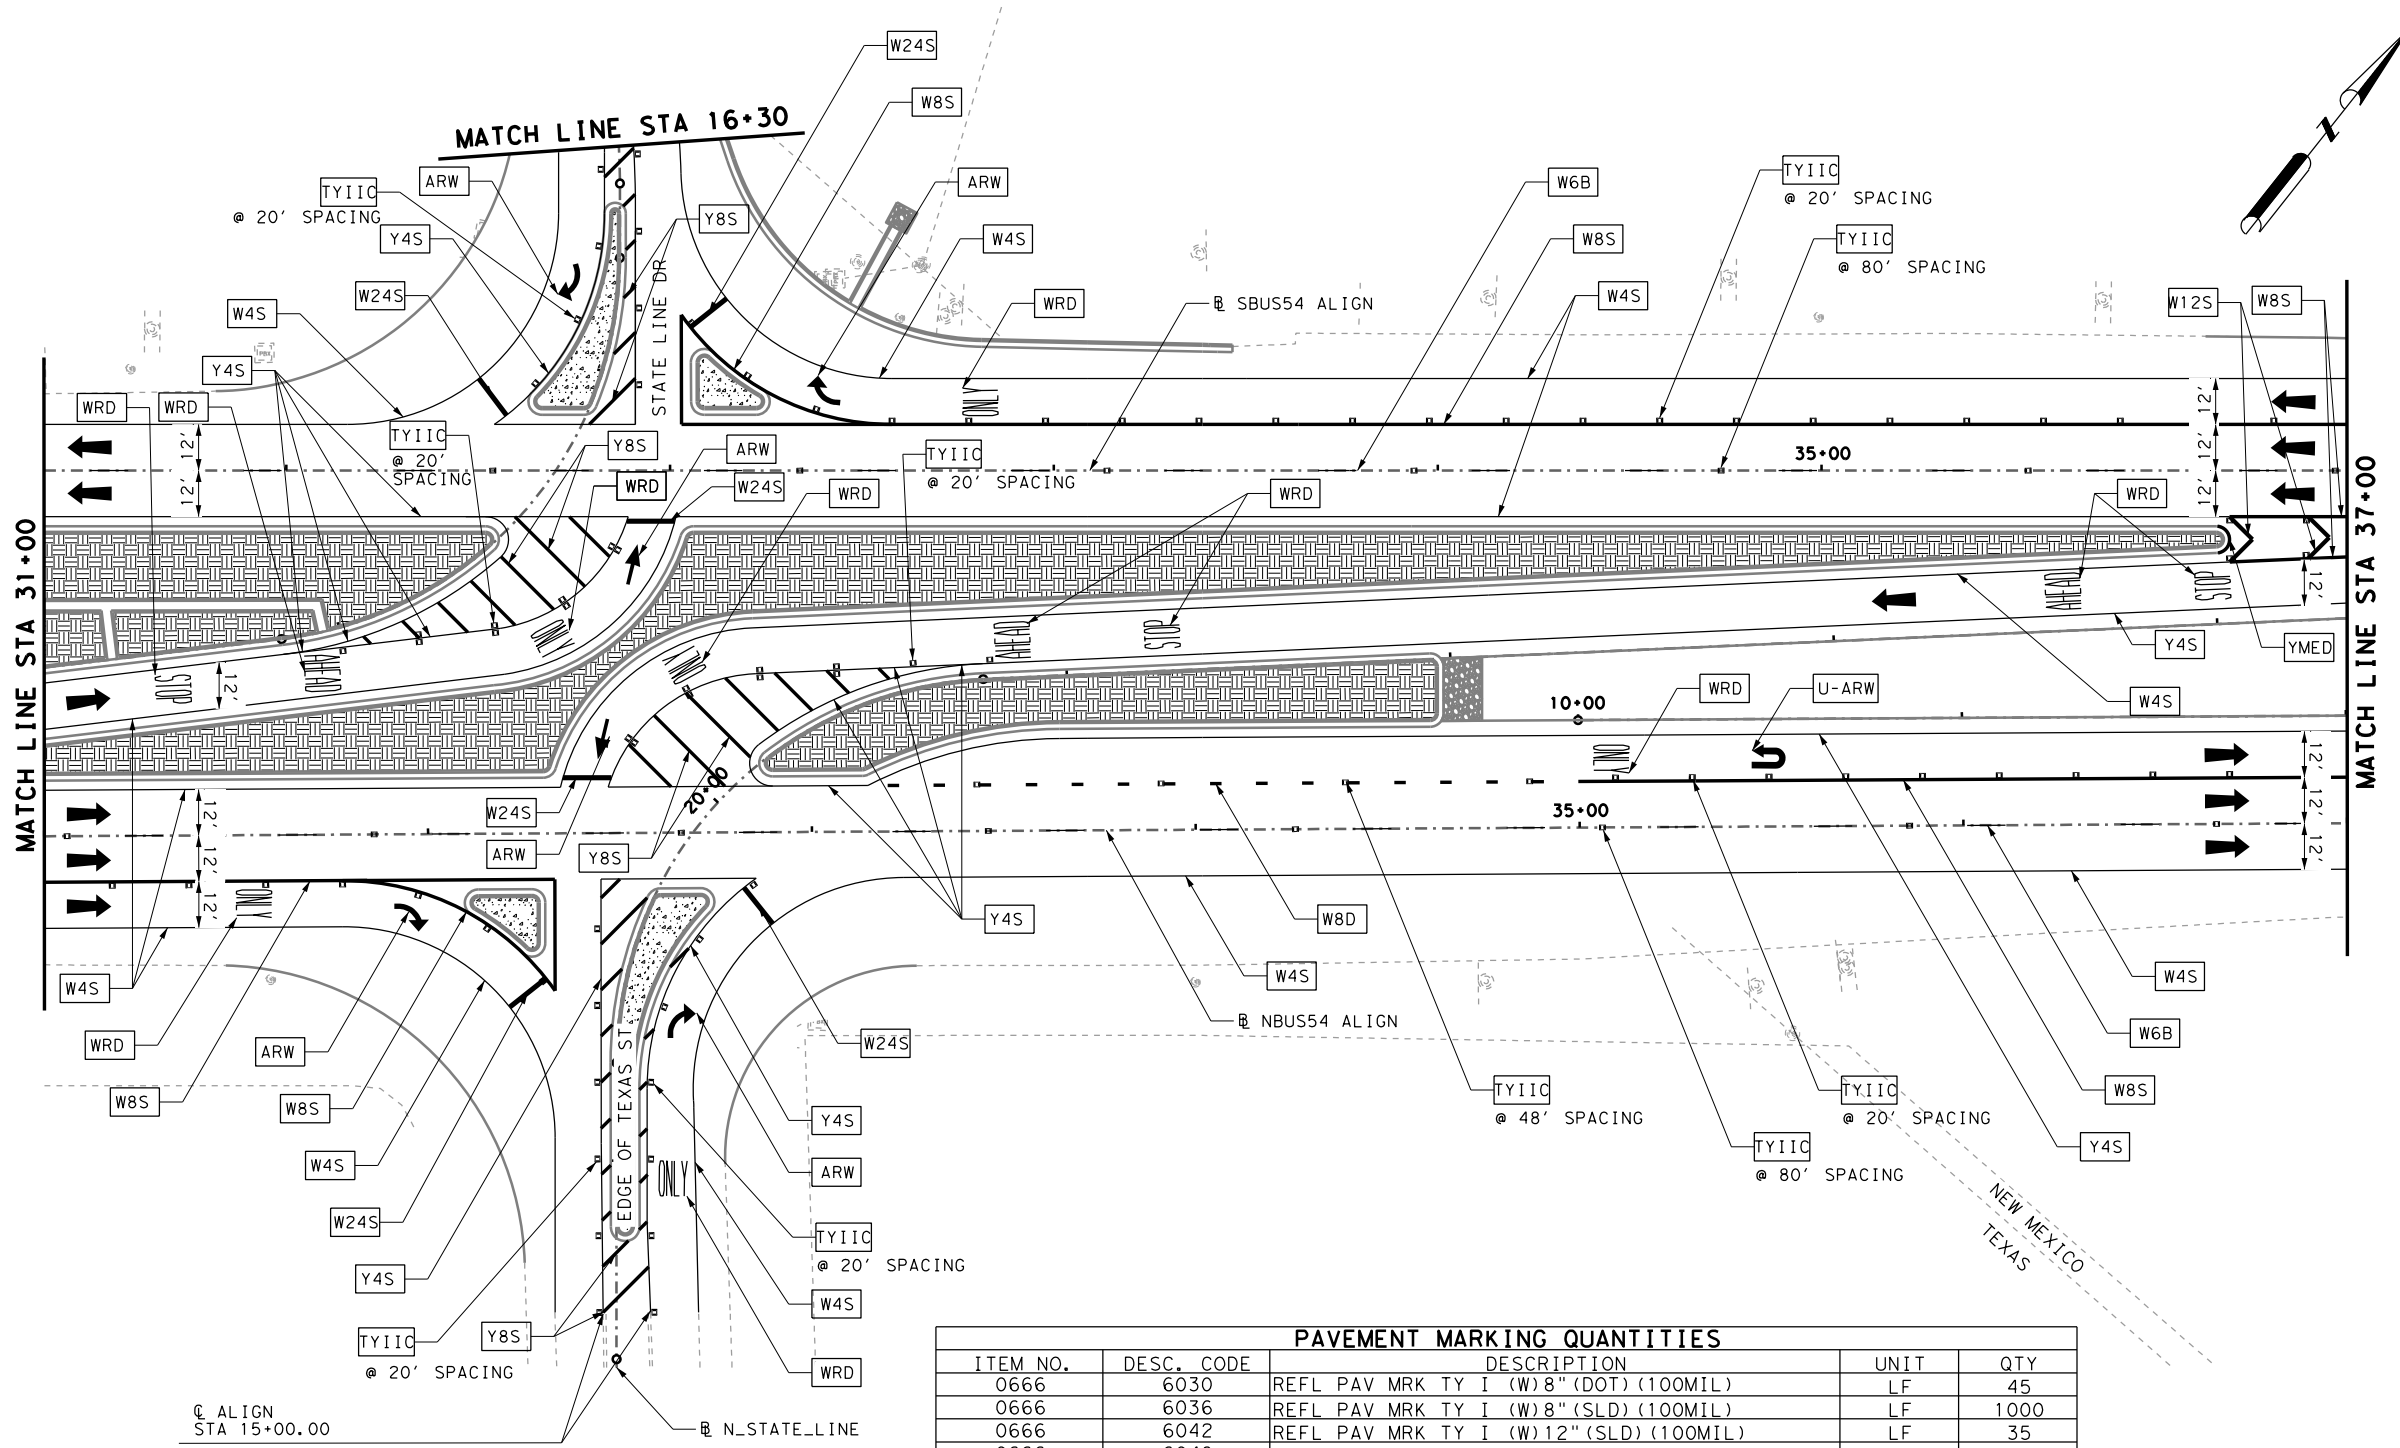 W24S
W8S
MATCH LINE STA 16+30
ARW
TYIIC
@ 20' SPACING
Y4S
W24S
W4S
Y4S
WRD
WRD
Y8S
STATE LINE DR
ARW
W4S
WRD
ONLY
℄ SBUS54 ALIGN
W6B
W8S
W4S
TYIIC
@ 20' SPACING
TYIIC
@ 80' SPACING
W12S
W8S
N
12'
12'
12'
12'
12'
TYIIC
@ 20'
SPACING
Y8S
WRD
ARW
W24S
WRD
TYIIC
@ 20' SPACING
WRD
35+00
WRD
MATCH LINE STA 31+00
MATCH LINE STA 37+00
STOP
AHEAD
12'
ONLY
ONLY
AHEAD
STOP
AHEAD
STOP
12'
Y4S
YMED
W4S
10+00
WRD
U-ARW
ONLY
20+00
35+00
12'
12'
12'
12'
12'
12'
W24S
ARW
Y8S
ONLY
Y4S
W8D
W4S
W4S
W4S
WRD
ARW
W8S
W8S
W4S
W24S
Y4S
TYIIC
@ 20' SPACING
Y8S
EDGE OF TEXAS ST
ONLY
W24S
℄ NBUS54 ALIGN
Y4S
ARW
TYIIC
@ 20' SPACING
W4S
WRD
TYIIC
@ 48' SPACING
TYIIC
@ 80' SPACING
TYIIC
@ 20' SPACING
W6B
W8S
Y4S
NEW MEXICO
TEXAS
℄ ALIGN
STA 15+00.00
℄ N_STATE_LINE
PAVEMENT MARKING QUANTITIES
ITEM NO. DESC. CODE DESCRIPTION UNIT QTY
0666 6030 REFL PAV MRK TY I (W)8"(DOT)(100MIL) LF 45
0666 6036 REFL PAV MRK TY I (W)8"(SLD)(100MIL) LF 1000
0666 6042 REFL PAV MRK TY I (W)12"(SLD)(100MIL) LF 35